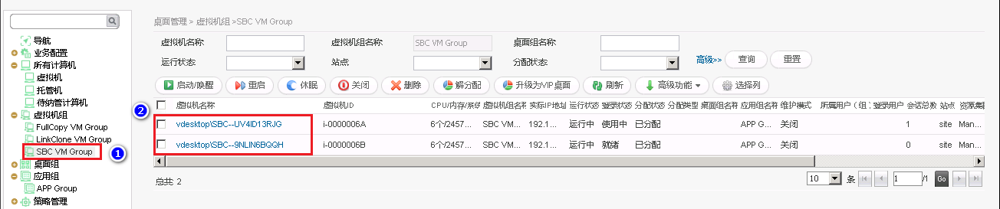 桌面管理 > 虚拟机组 >SBC VM Group
导航
业务配置
所有计算机
虚拟机
托管机
待纳管计算机
虚拟机组
FullCopy VM Group
LinkClone VM Group
SBC VM Group
1
桌面组
应用组
APP Group
策略管理
虚拟机名称 虚拟机组名称 SBC VM Group 桌面组名称
运行状态 站点 分配状态 高级>> 查询 重置
启动/唤醒 重启 休眠 关闭 删除 解分配 升级为VIP桌面 刷新 高级功能 选择列
2 虚拟机名称 虚拟机ID CPU/内存/系统 虚拟机组名称 实际IP地址 运行状态 登录状态 分配状态 分配类型 桌面组名称 应用组名称 维护模式 所属用户（组） 登录用户 会话总数 站点 资源集群
vdesktop\SBC--UV4ID13RJG i-0000006A 6个/2457... SBC VM... 192.1... 运行中 使用中 已分配 APP G... 关闭 1 site Man...
vdesktop\SBC--9NLIN6BQQH i-0000006B 6个/2457... SBC VM... 192.1... 运行中 就绪 已分配 APP G... 关闭 0 site Man...
总共: 2 10 条 1 /1 Go